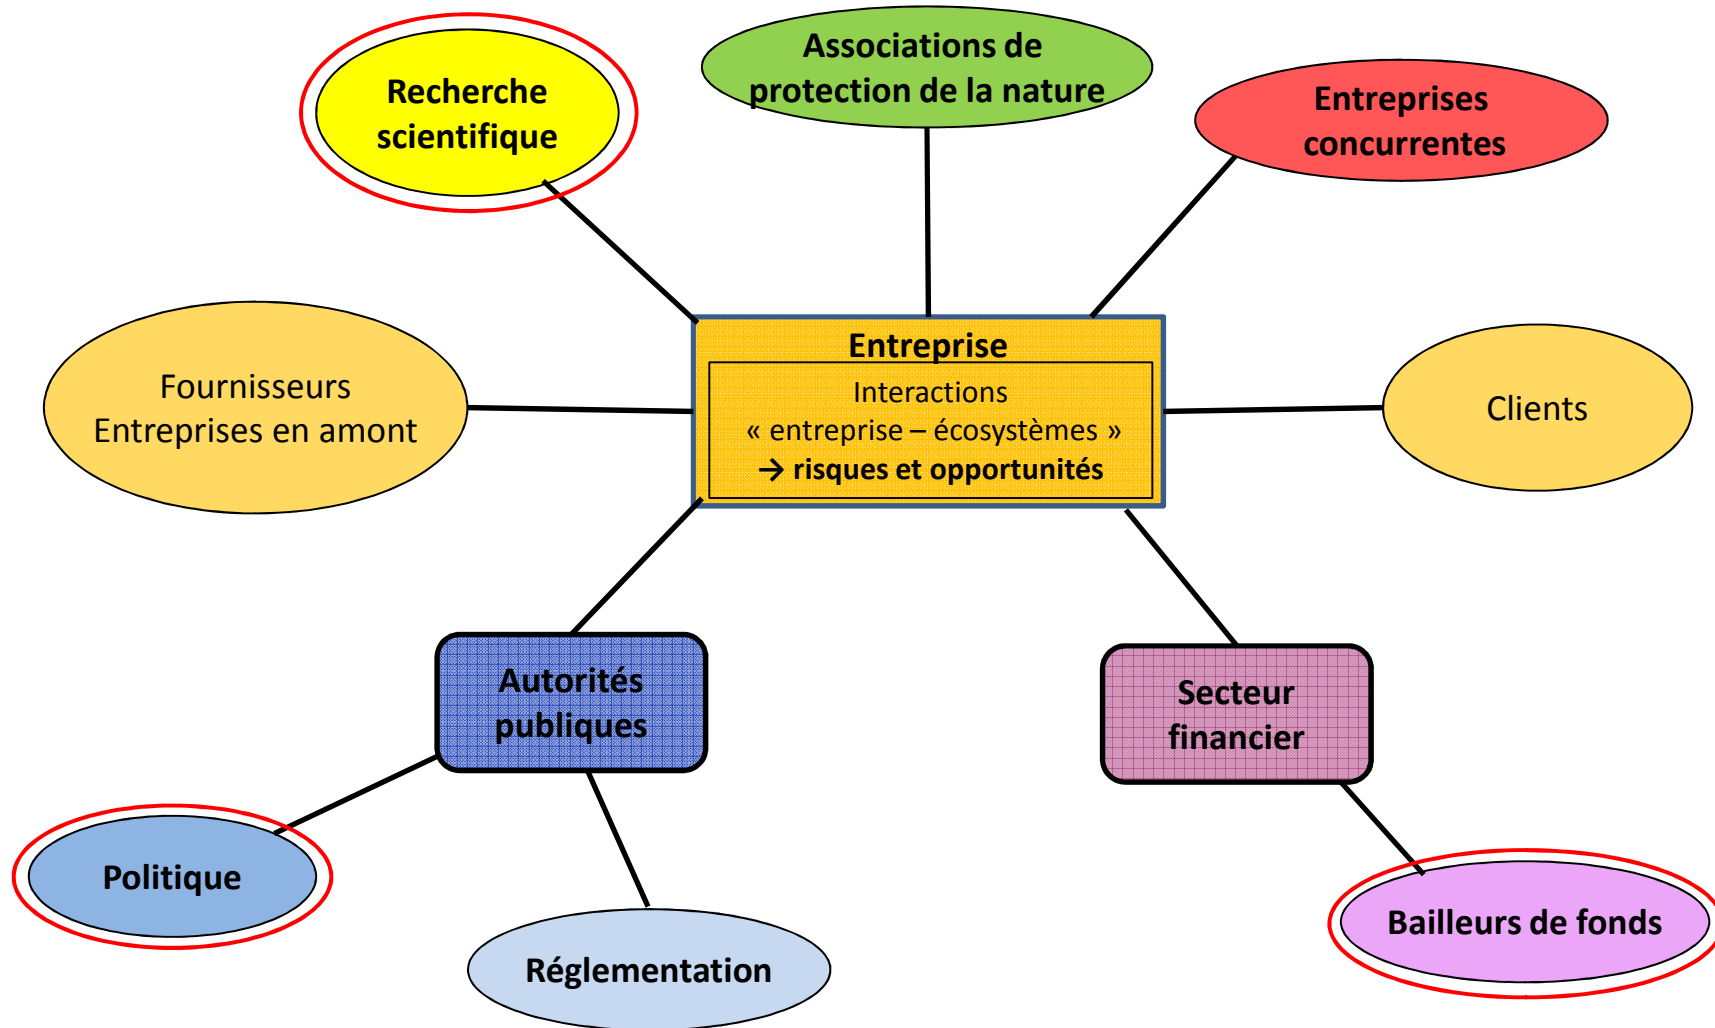 Recherche
scientifique
Associations de
protection de la nature
Entreprises
concurrentes
Fournisseurs
Entreprises en amont
Entreprise
Interactions
« entreprise – écosystèmes »
→ risques et opportunités
Clients
Autorités
publiques
Secteur
financier
Politique
Réglementation
Bailleurs de fonds